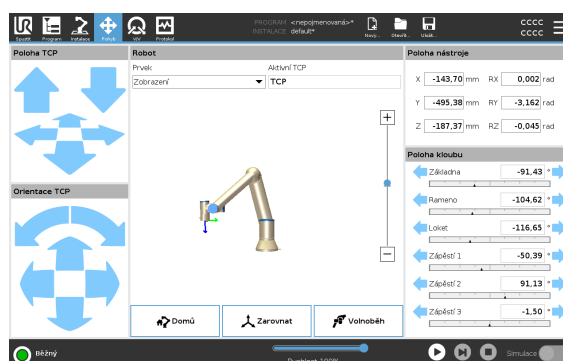 UR
Spustit
Program
Instalace
Pohyb
V/V
Protokol
PROGRAM <nepojmenovaná>*
INSTALACE default*
Nový...
Otevřít...
Uložit...
CCCC
CCCC
Poloha TCP
Robot
Poloha nástroje
Prvek
Aktivní TCP
Zobrazení
TCP
X -143,70 mm RX 0,002 rad
Y -495,38 mm RY -3,162 rad
Z -187,37 mm RZ -0,045 rad
Poloha kloubu
Základna -91,43 °
Rameno -104,62 °
Loket -116,65 °
Zápěstí 1 -50,39 °
Zápěstí 2 91,13 °
Zápěstí 3 -1,50 °
Orientace TCP
Domů
Zarovnat
Volnoběh
Běžný
Rychlost 100%
Simulace